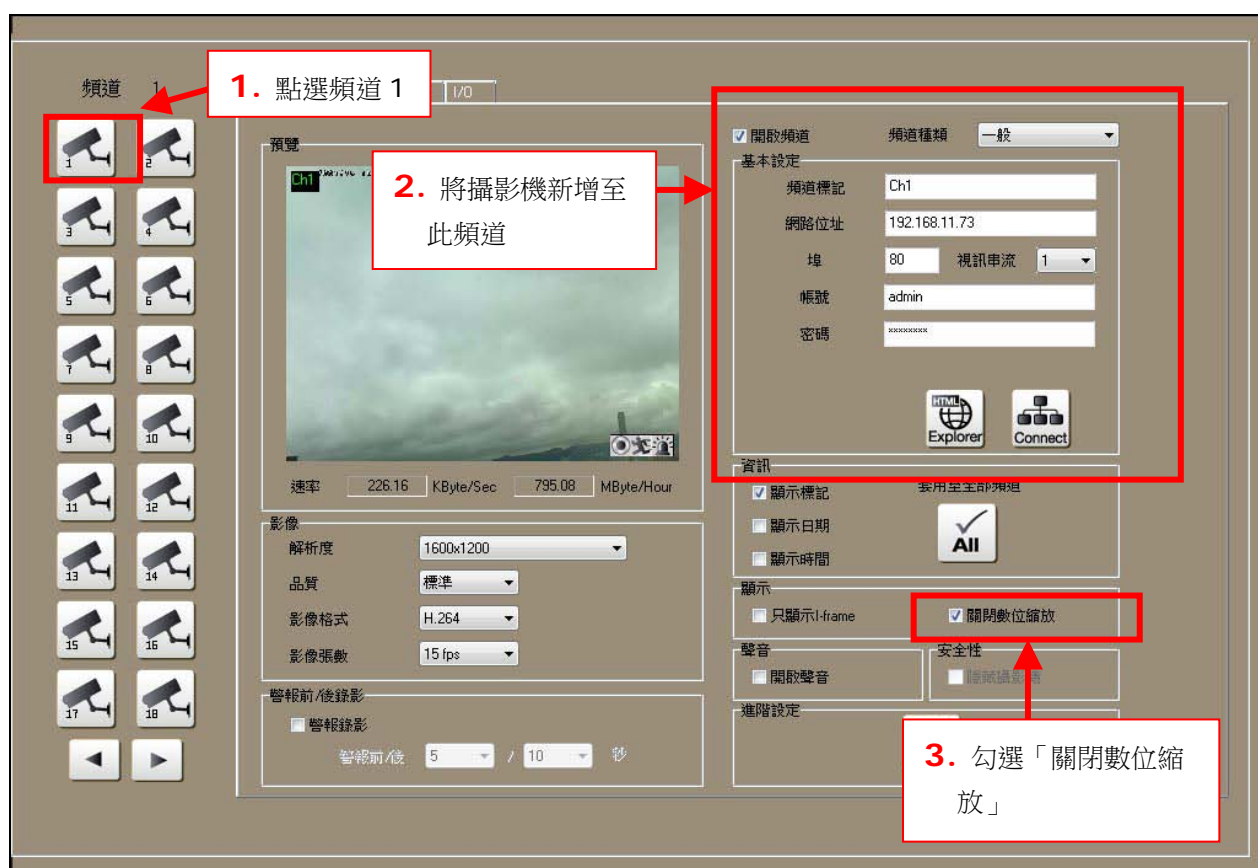 頻道 1
1. 點選頻道 1
I/O
1
2
3
4
5
6
7
8
9
10
11
12
13
14
15
16
17
18
預覽
Ch1
2. 將攝影機新增至
此頻道
速率 226.16 KByte/Sec 795.08 MByte/Hour
影像
解析度 1600x1200
品質 標準
影像格式 H.264
影像張數 15 fps
警報前/後錄影
警報錄影
警報前/後 5 / 10 秒
開啟頻道 頻道種類 一般
基本設定
頻道標記 Ch1
網路位址 192.168.11.73
埠 80 視訊串流 1
帳號 admin
密碼 ××××××××
HTML Explorer
Connect
資訊
顯示標記 套用至全部頻道
顯示日期
顯示時間
All
顯示
只顯示I-frame 關閉數位縮放
聲音
開啟聲音
安全性
進階設定
3. 勾選「關閉數位縮
放」